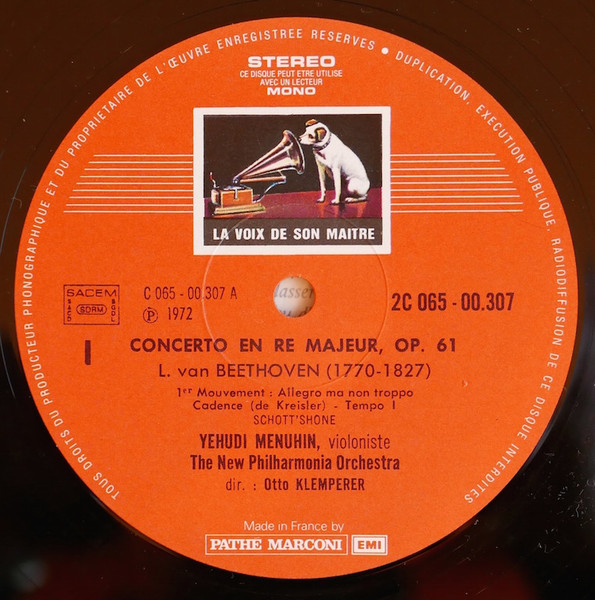 TOUS DROITS DU PRODUCTEUR PHONOGRAPHIQUE ET DU PROPRIETAIRE DE L'ŒUVRE ENREGISTREE RESERVES • DUPLICATION, EXECUTION PUBLIQUE, RADIODIFFUSION DE CE DISQUE INTERDITES
STEREO
CE DISQUE PEUT ETRE UTILISE
AVEC UN LECTEUR
MONO
LA VOIX DE SON MAITRE
SACEM
SACD SDRM SGDL
C 065 - 00.307 A
Ⓟ 1972
2C 065 - 00.307
I
CONCERTO EN RE MAJEUR, OP. 61
L. van BEETHOVEN (1770-1827)
1er Mouvement : Allegro ma non troppo
Cadence (de Kreisler) - Tempo I
SCHOTT'SHONE
YEHUDI MENUHIN, violoniste
The New Philharmonia Orchestra
dir. : Otto KLEMPERER
Made in France by
PATHE MARCONI EMI